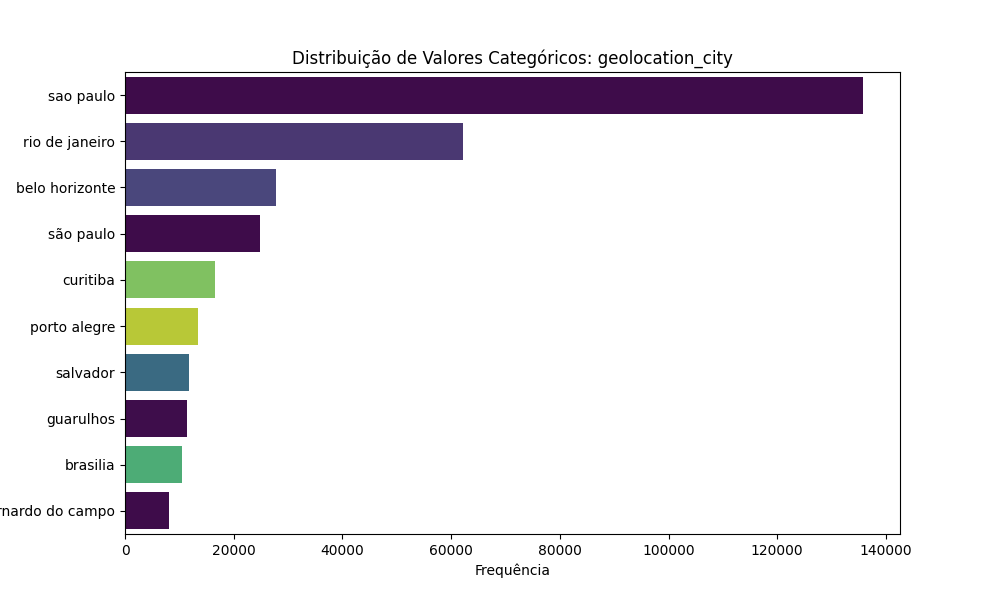 Distribuição de Valores Categóricos: geolocation_city
sao paulo
rio de janeiro
belo horizonte
são paulo
curitiba
porto alegre
salvador
guarulhos
brasilia
do campo
0 20000 40000 60000 80000 100000 120000 140000
Frequência